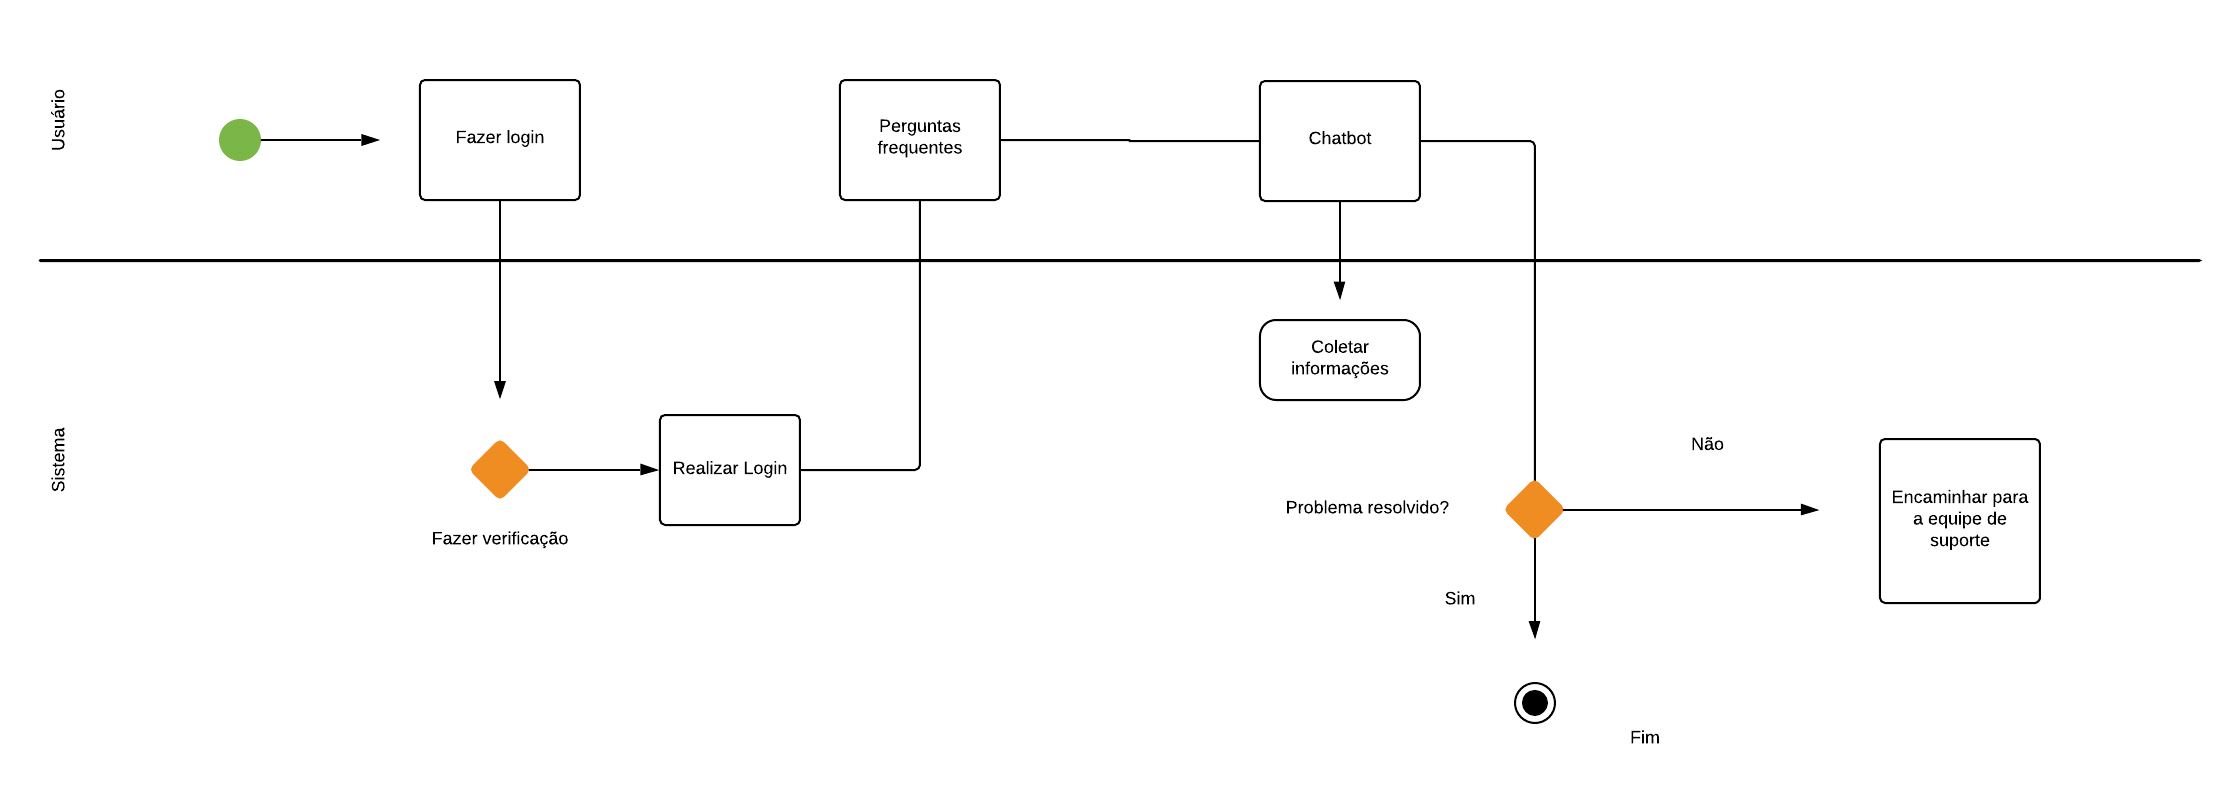 Usuário
Fazer login
Perguntas
frequentes
Chatbot
Sistema
Fazer verificação
Realizar Login
Coletar
informações
Problema resolvido?
Não
Sim
Encaminhar para
a equipe de
suporte
Fim